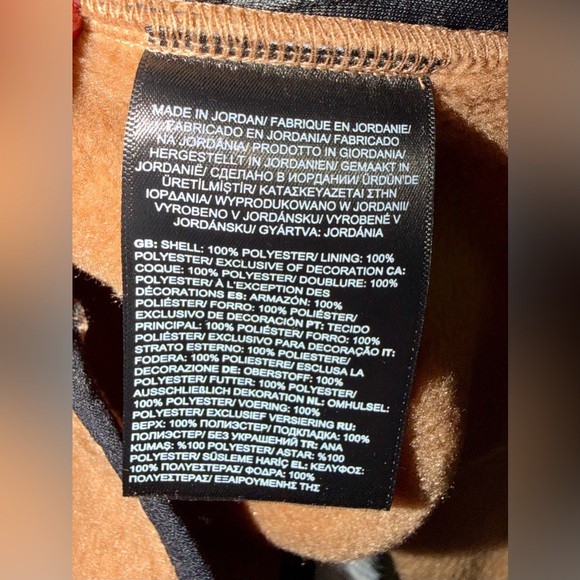 MADE IN JORDAN/ FABRIQUE EN JORDANIE/
FABRICADO EN JORDANIA/ FABRICADO
NA JORDÂNIA/ PRODOTTO IN GIORDANIA/
HERGESTELLT IN JORDANIEN/ GEMAAKT IN
JORDANIË/ СДЕЛАНО В ИОРДАНИИ/ ÜRDÜN'DE
ÜRETİLMİŞTİR/ ΚΑΤΑΣΚΕΥΑΖΕΤΑΙ ΣΤΗΝ
ΙΟΡΔΑΝΙΑ/ WYPRODUKOWANO W JORDANII/
VYROBENO V JORDÁNSKU/ VYROBENÉ V
JORDÁNSKU/ GYÁRTVA: JORDÁNIA
GB: SHELL: 100% POLYESTER/ LINING: 100%
POLYESTER/ EXCLUSIVE OF DECORATION CA:
COQUE: 100% POLYESTER/ DOUBLURE: 100%
POLYESTER/ À L'EXCEPTION DES
DÉCORATIONS ES: ARMAZÓN: 100%
POLIÉSTER/ FORRO: 100% POLIÉSTER/
EXCLUSIVO DE DECORACIÓN PT: TECIDO
PRINCIPAL: 100% POLIÉSTER/ FORRO: 100%
POLIÉSTER/ EXCLUSIVO PARA DECORAÇÃO IT:
STRATO ESTERNO: 100% POLIESTERE/
FODERA: 100% POLIESTERE/ ESCLUSA LA
DECORAZIONE DE: OBERSTOFF: 100%
POLYESTER/ FUTTER: 100% POLYESTER/
AUSSCHLIEßLICH DEKORATION NL: OMHULSEL:
100% POLYESTER/ VOERING: 100%
POLYESTER/ EXCLUSIEF VERSIERING RU:
ВЕРХ: 100% ПОЛИЭСТЕР/ ПОДКЛАДКА: 100%
ПОЛИЭСТЕР/ БЕЗ УКРАШЕНИЙ TR: ANA
KUMAŞ: %100 POLYESTER/ ASTAR: %100
POLYESTER/ SÜSLEME HARİÇ EL: ΚΕΛΥΦΟΣ:
100% ΠΟΛΥΕΣΤΕΡΑΣ/ ΦΟΔΡΑ: 100%
ΠΟΛΥΕΣΤΕΡΑΣ/ ΕΞΑΙΡΟΥΜΕΝΗΣ ΤΗΣ